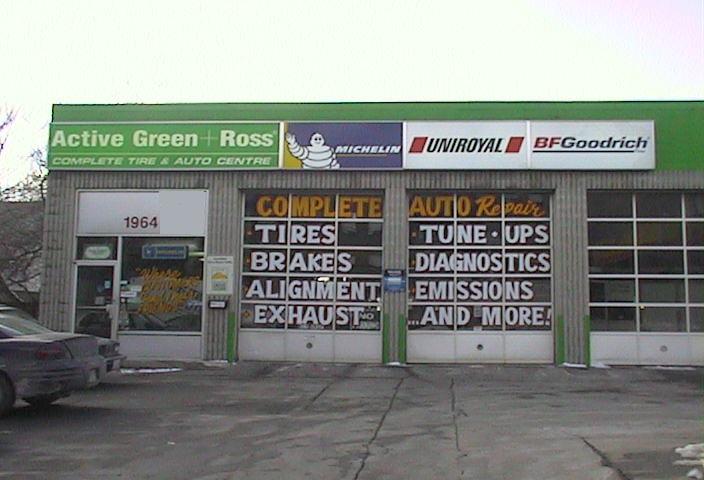 Active Green + Ross
COMPLETE TIRE & AUTO CENTRE
MICHELIN
UNIROYAL
BFGoodrich
1964
COMPLETE AUTO Repair
TIRES
BRAKES
ALIGNMENT
EXHAUST
TUNE-UPS
DIAGNOSTICS
EMISSIONS
AND MORE!
NO